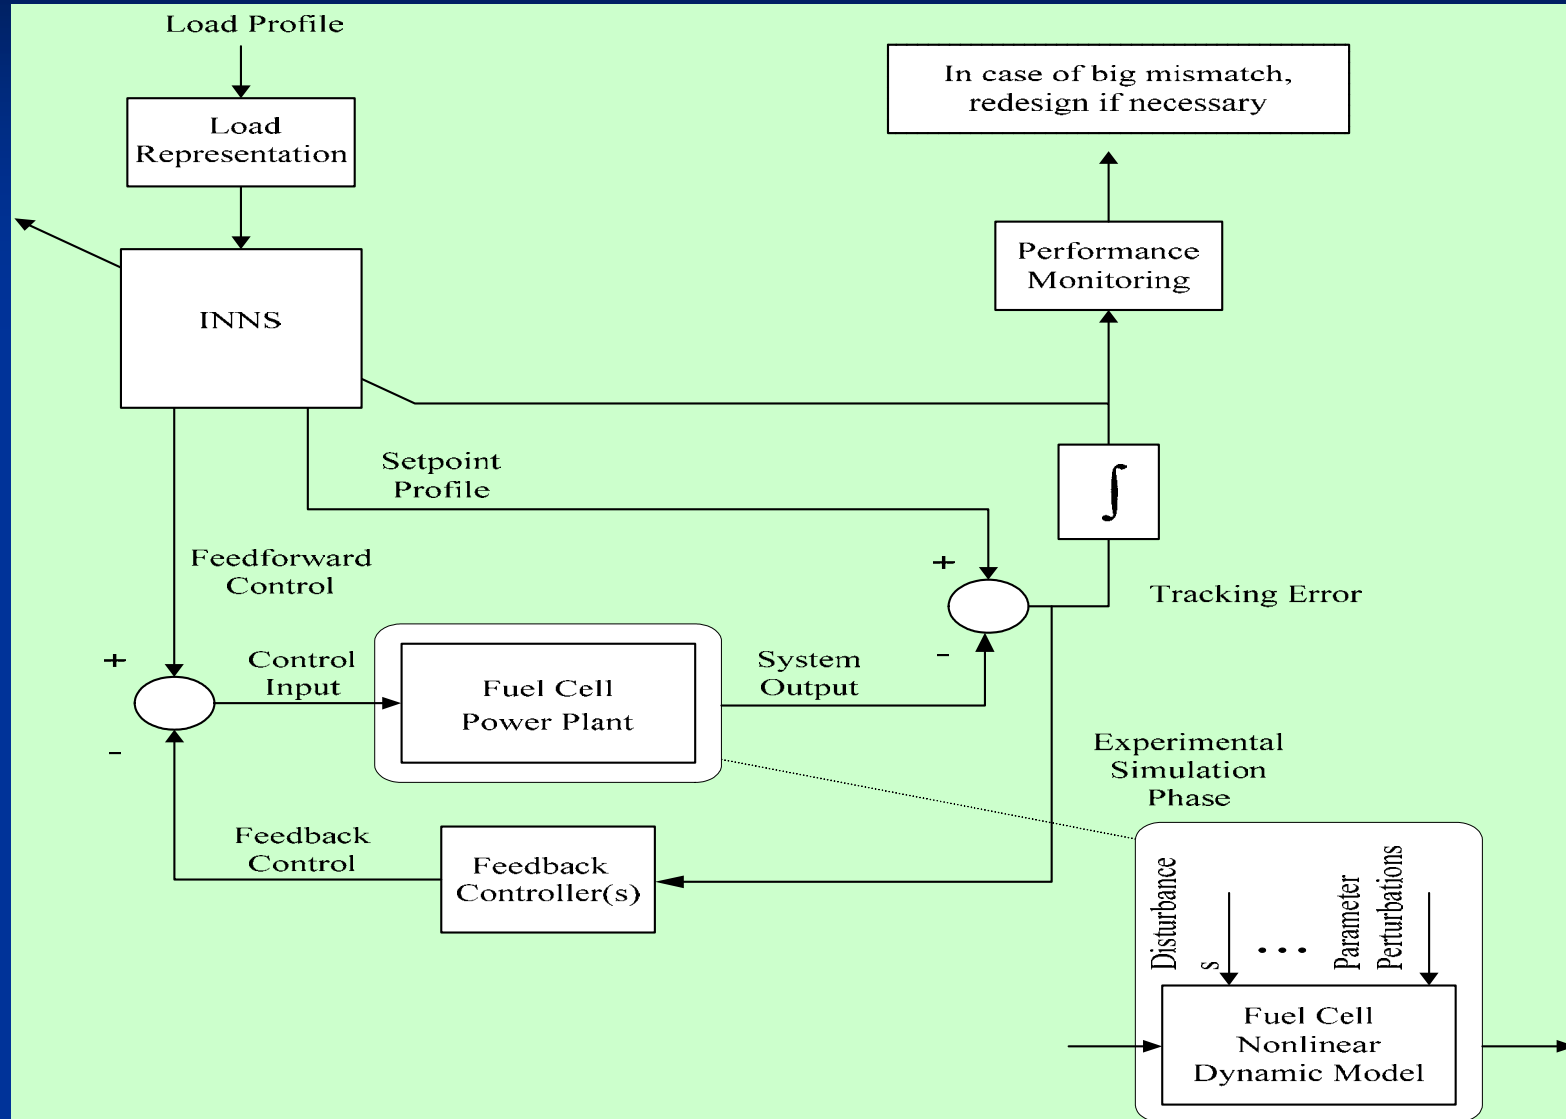 Load Profile
In case of big mismatch,
redesign if necessary
Load
Representation
Performance
Monitoring
INNS
Setpoint
Profile
∫
Feedforward
Control
+
Tracking Error
+
-
Control
Input
Fuel Cell
Power Plant
System
Output
-
Experimental
Simulation
Phase
Feedback
Control
Feedback
Controller(s)
Disturbance
s
...
Parameter
Perturbations
Fuel Cell
Nonlinear
Dynamic Model